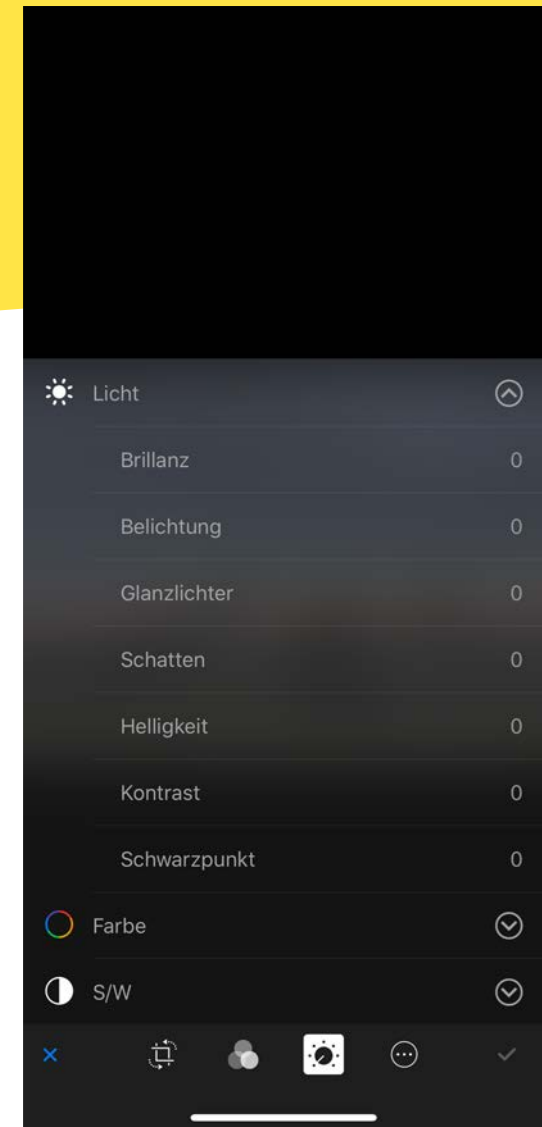 Licht
Brillanz 0
Belichtung 0
Glanzlichter 0
Schatten 0
Helligkeit 0
Kontrast 0
Schwarzpunkt 0
Farbe
S/W